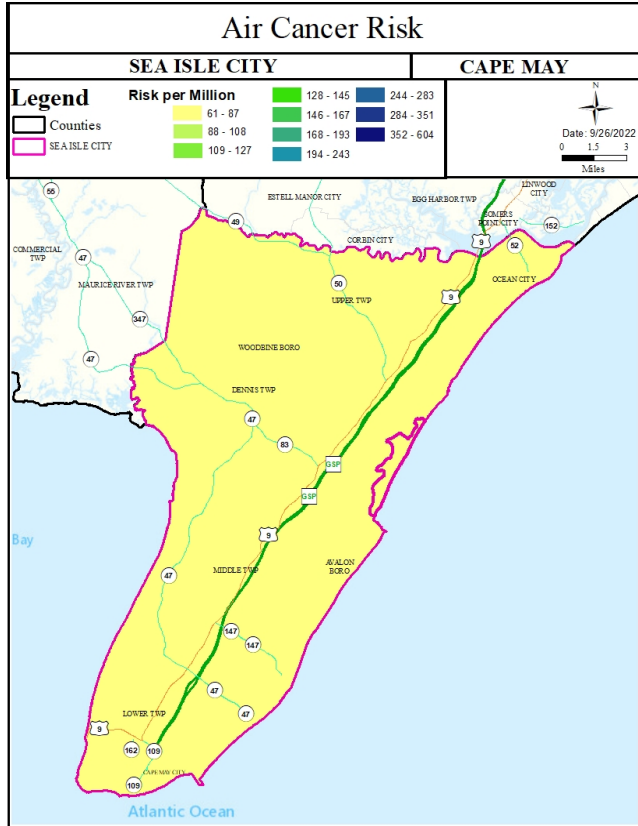 Air Cancer Risk
SEA ISLE CITY
CAPE MAY
Legend
Counties
SEA ISLE CITY
Risk per Million
61 - 87
88 - 108
109 - 127
128 - 145
146 - 167
168 - 193
194 - 243
244 - 283
284 - 351
352 - 604
N
Date: 9/26/2022
0 1.5 3
Miles
55
49
ESTELL MANOR CITY
EGG HARBOR TWP
LINWOOD
CITY
SOMERS
POINT CITY
152
COMMERCIAL
TWP
47
CORBIN CITY
9
52
MAURICE RIVER TWP
50
UPPER TWP
9
OCEAN CITY
347
47
WOODBINE BORO
DENNIS TWP
47
83
GSP
GSP
9
Bay
AVALON
BORO
MIDDLE TWP
47
147
147
47
47
LOWER TWP
9
162
109
CAPE MAY CITY
109
Atlantic Ocean